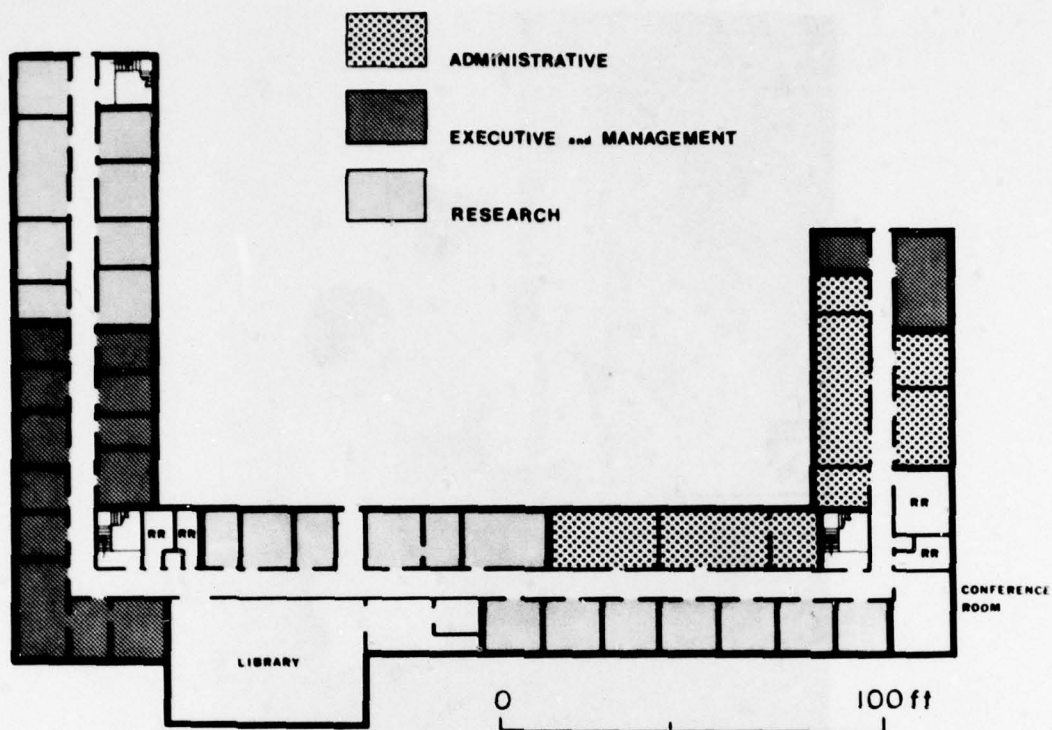 ADMINISTRATIVE
EXECUTIVE and MANAGEMENT
RESEARCH
RR
RR
RR
RR
CONFERENCE
ROOM
LIBRARY
0
100 ft